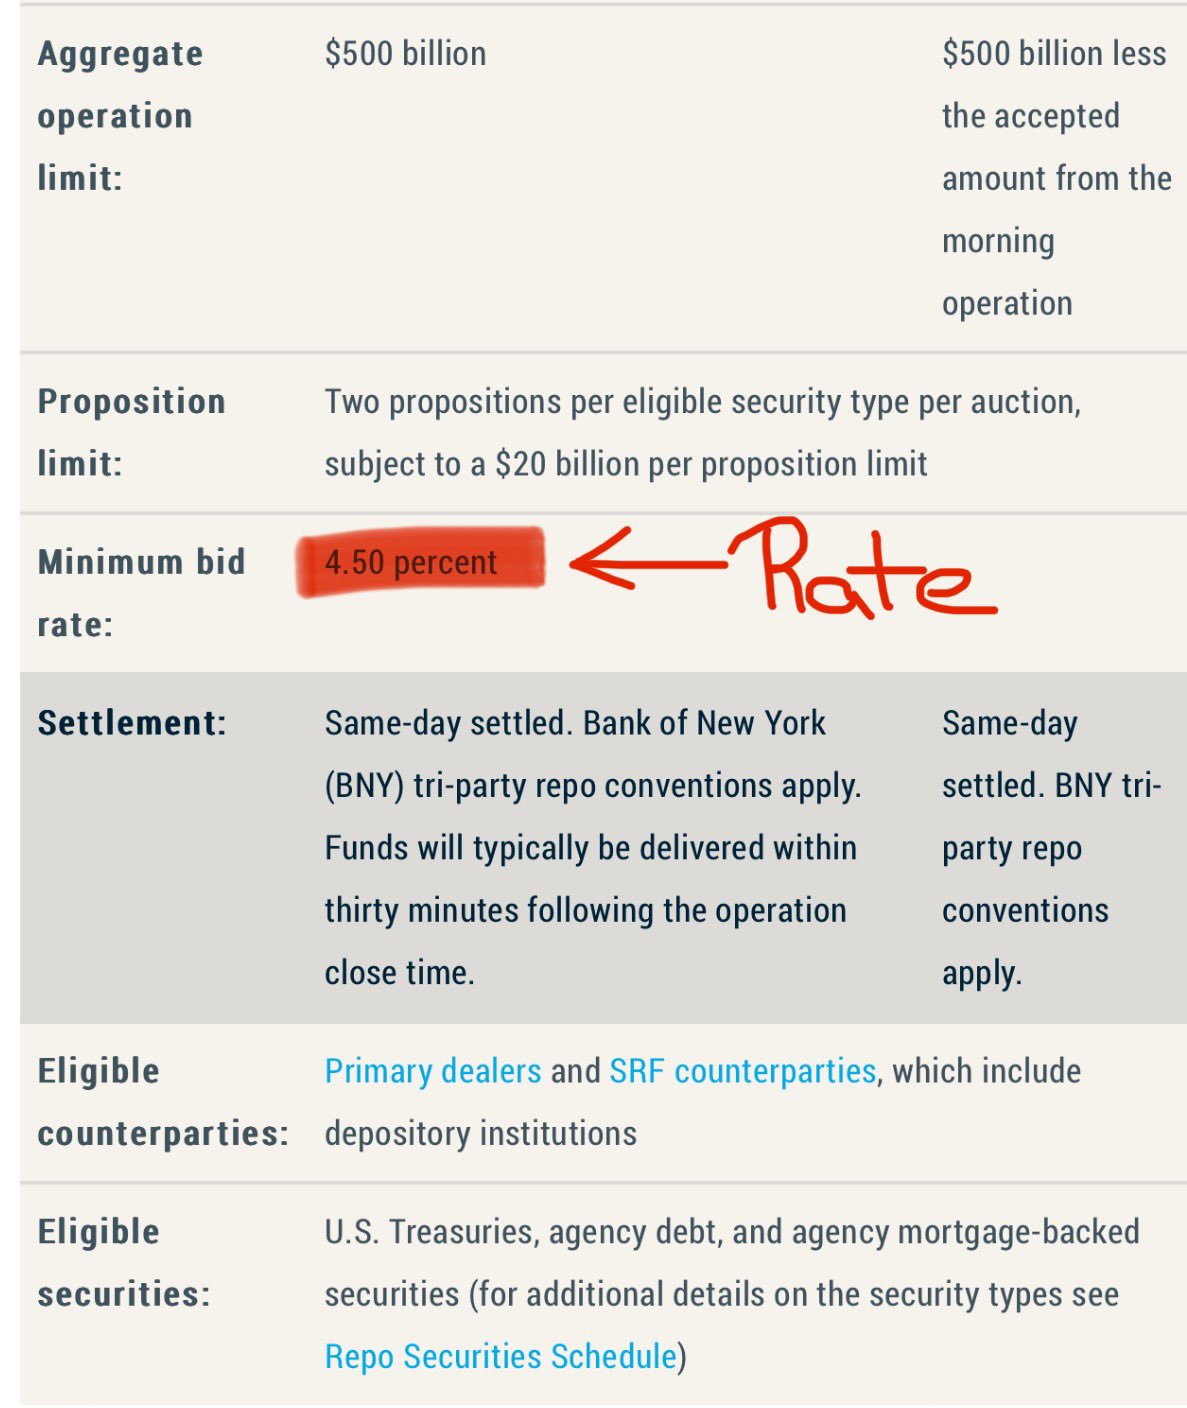 Aggregate operation limit:
$500 billion
$500 billion less
the accepted
amount from the
morning
operation
Proposition limit:
Two propositions per eligible security type per auction,
subject to a $20 billion per proposition limit
Minimum bid rate:
4.50 percent
Rate
Settlement:
Same-day settled. Bank of New York
(BNY) tri-party repo conventions apply.
Funds will typically be delivered within
thirty minutes following the operation
close time.
Same-day
settled. BNY tri-
party repo
conventions
apply.
Eligible
counterparties:
Primary dealers and SRF counterparties, which include
depository institutions
Eligible
securities:
U.S. Treasuries, agency debt, and agency mortgage-backed
securities (for additional details on the security types see
Repo Securities Schedule)